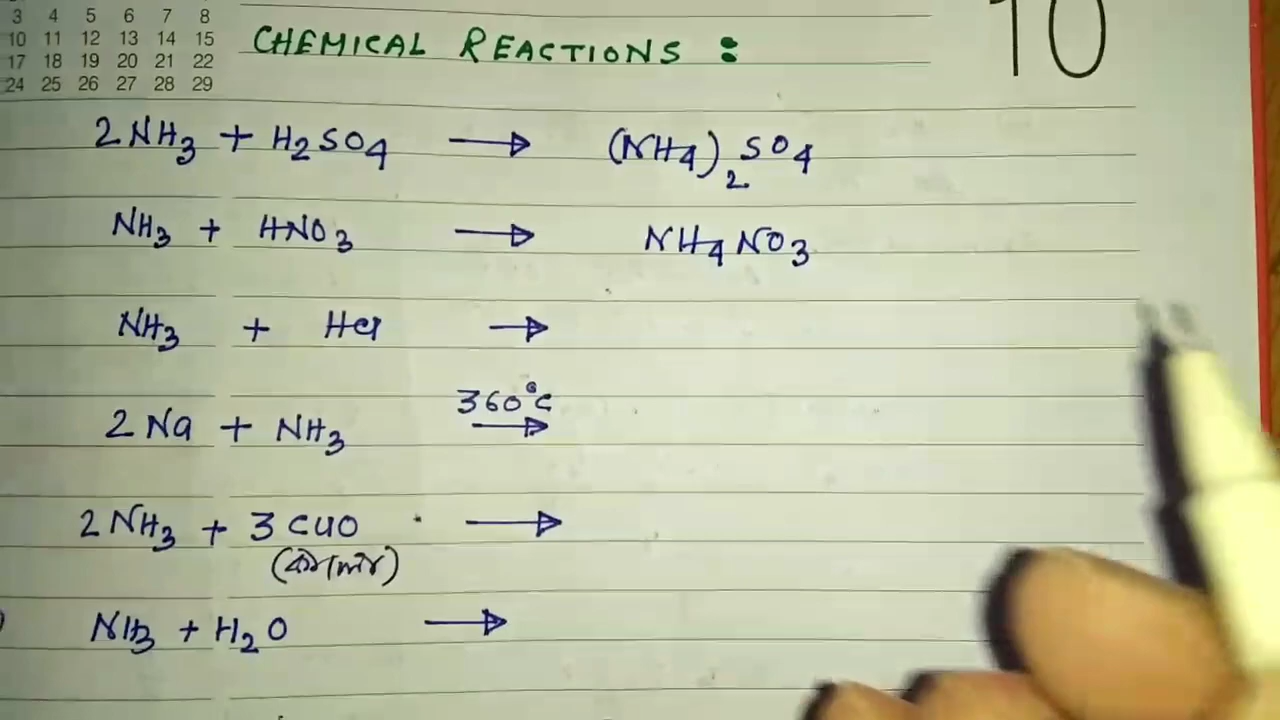 3 4 5 6 7 8
10 11 12 13 14 15
17 18 19 20 21 22
24 25 26 27 28 29
CHEMICAL REACTIONS :
10
2NH3 + H2SO4 → (NH4)2SO4
NH3 + HNO3 → NH4NO3
NH3 + HCl →
360°C
2Na + NH3 →
2NH3 + 3CuO →
NH3 + H2O →